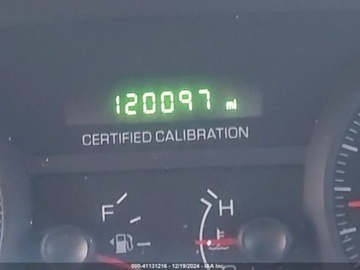 120097 mi
CERTIFIED CALIBRATION
F H
000-41131216 - 12/19/2024 - IAA Inc.